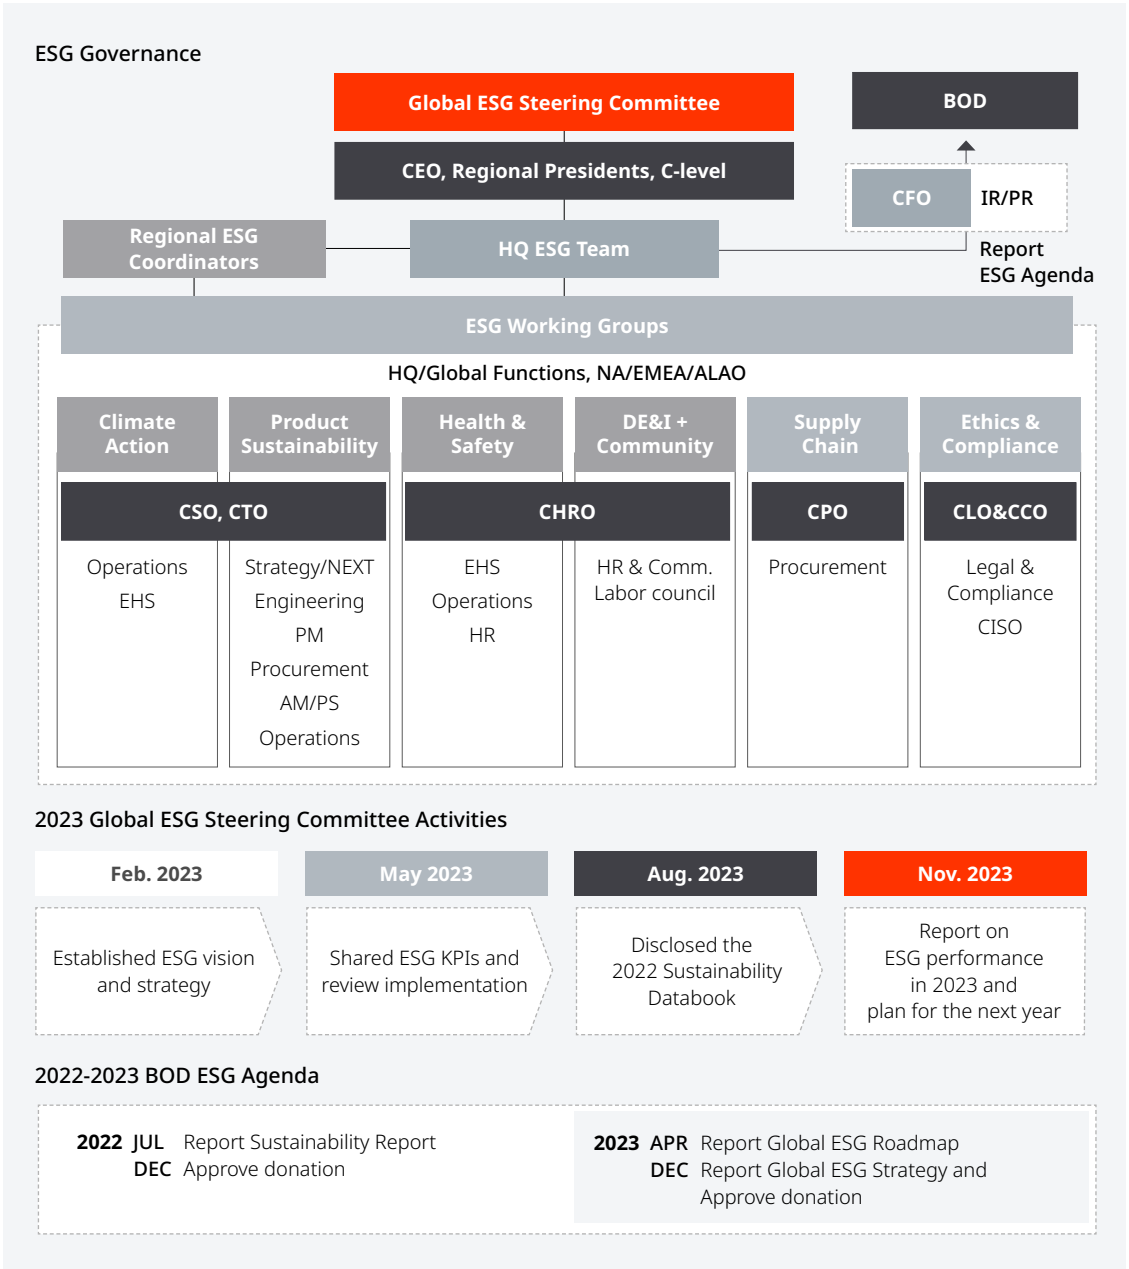 ESG Governance
Global ESG Steering Committee
BOD
CEO, Regional Presidents, C-level
CFO
IR/PR
Regional ESG
Coordinators
HQ ESG Team
Report
ESG Agenda
ESG Working Groups
HQ/Global Functions, NA/EMEA/ALAO
Climate
Action
Product
Sustainability
Health &
Safety
DE&I +
Community
Supply
Chain
Ethics &
Compliance
CSO, CTO
CHRO
CPO
CLO&CCO
Operations
EHS
Strategy/NEXT
Engineering
PM
Procurement
AM/PS
Operations
EHS
Operations
HR
HR & Comm.
Labor council
Procurement
Legal &
Compliance
CISO
2023 Global ESG Steering Committee Activities
Feb. 2023
Established ESG vision
and strategy
May 2023
Shared ESG KPIs and
review implementation
Aug. 2023
Disclosed the
2022 Sustainability
Databook
Nov. 2023
Report on
ESG performance
in 2023 and
plan for the next year
2022-2023 BOD ESG Agenda
2022 JUL Report Sustainability Report
DEC Approve donation
2023 APR Report Global ESG Roadmap
DEC Report Global ESG Strategy and
Approve donation